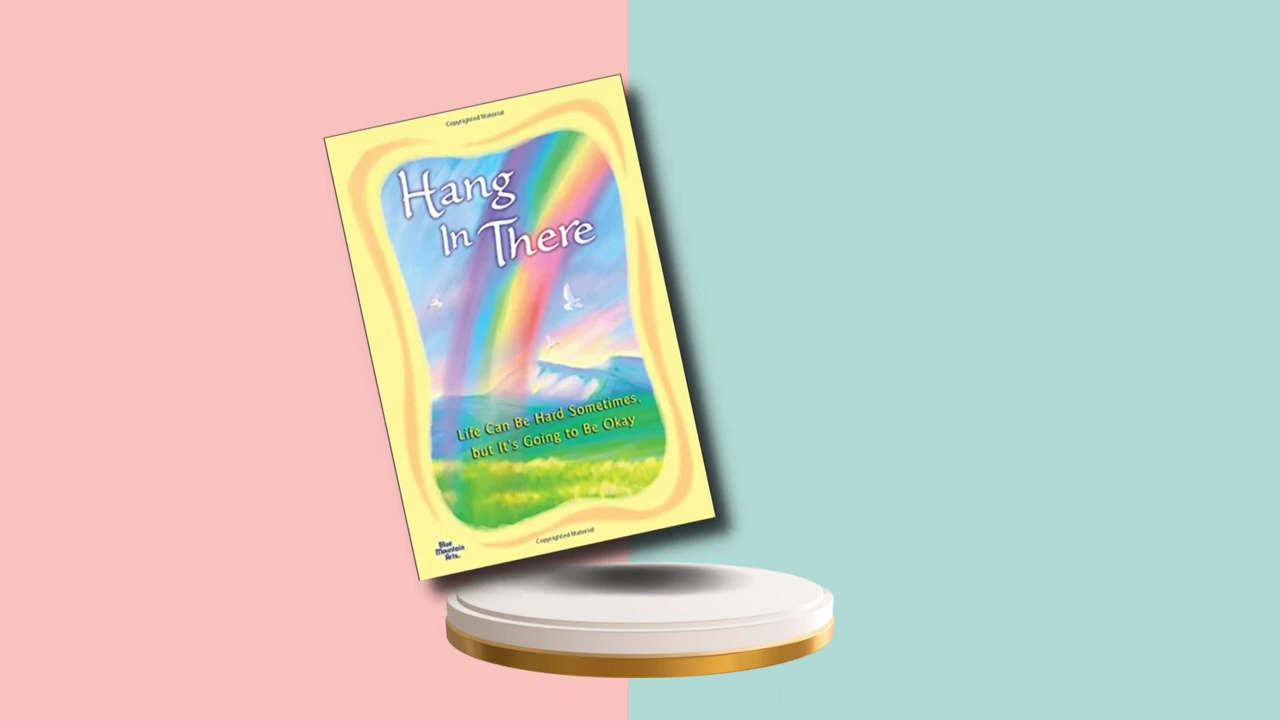 Copyrighted Material
Hang
In There
Life Can Be Hard Sometimes,
but It's Going to Be Okay
Blue
Mountain
Arts
Copyrighted Material